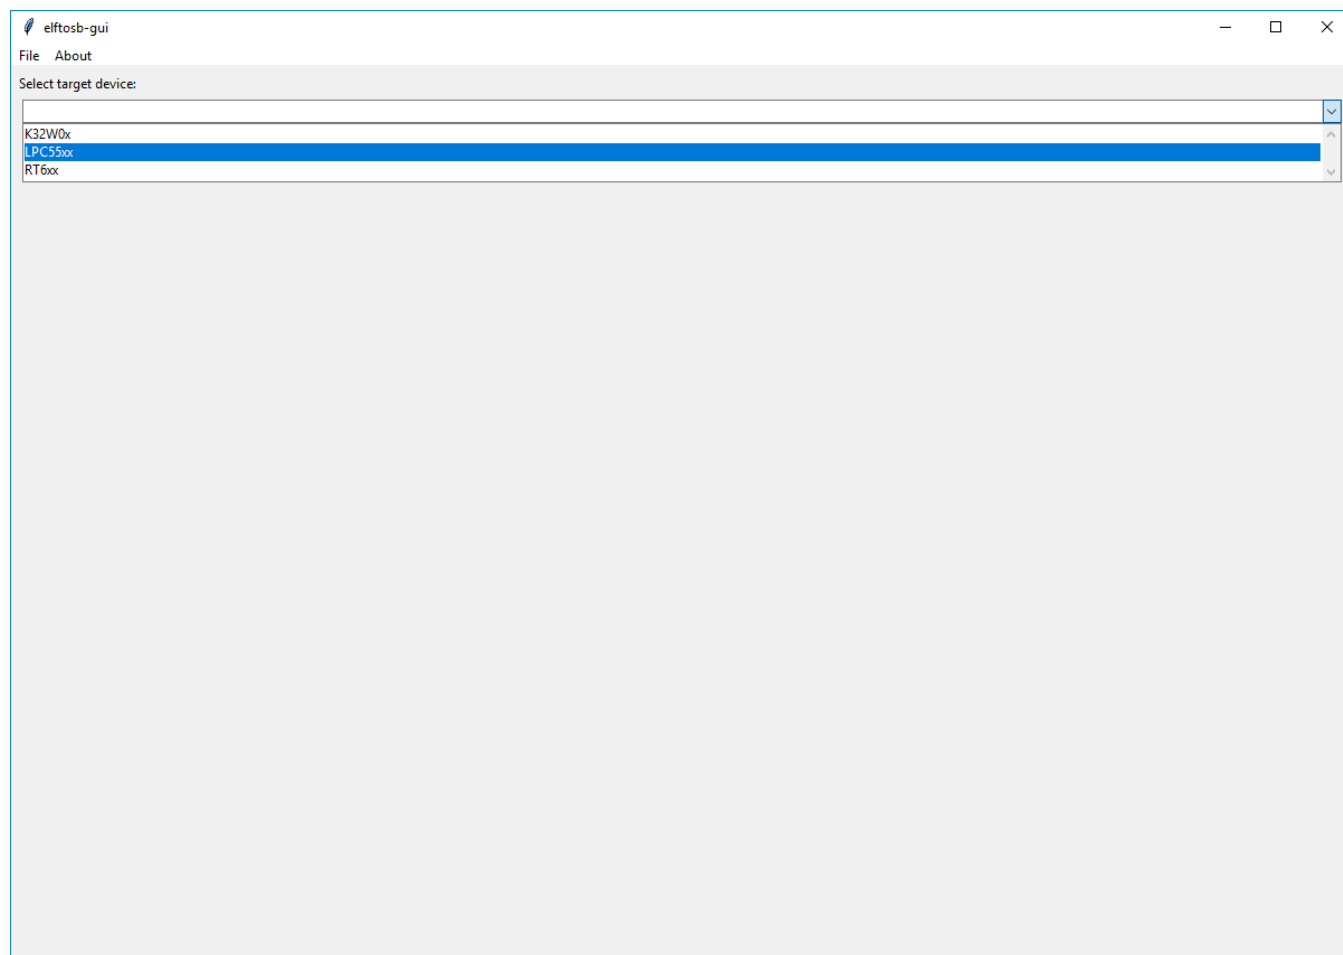 elftosb-gui
File About
Select target device:
K32W0x
LPC55xx
RT6xx